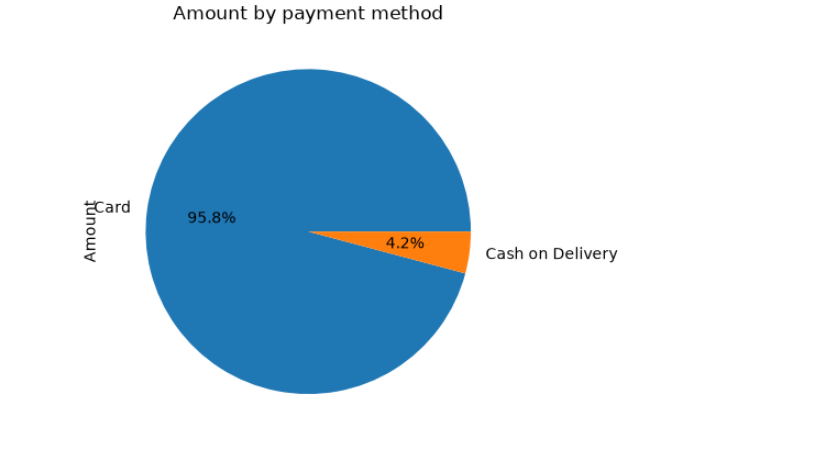 Amount by payment method
Card
Amount
95.8%
4.2%
Cash on Delivery